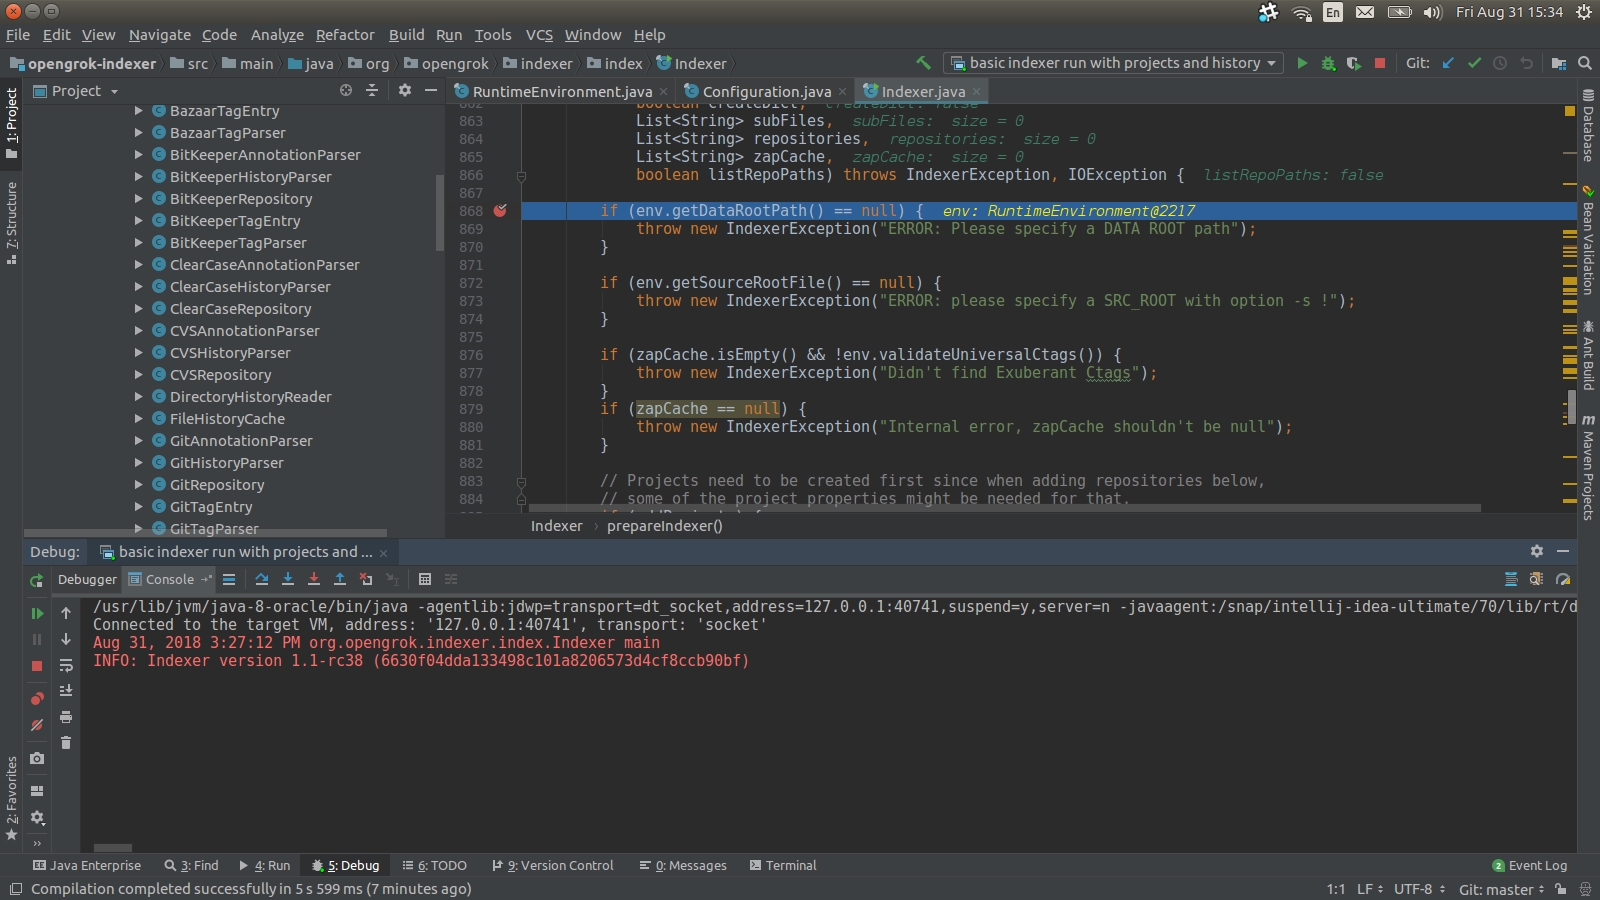 En
Fri Aug 31 15:34
File Edit View Navigate Code Analyze Refactor Build Run Tools VCS Window Help
opengrok-indexer src main java org opengrok indexer index Indexer
basic indexer run with projects and history
Git:
1: Project
7: Structure
2: Favorites
Project
BazaarTagEntry
BazaarTagParser
BitKeeperAnnotationParser
BitKeeperHistoryParser
BitKeeperRepository
BitKeeperTagEntry
BitKeeperTagParser
ClearCaseAnnotationParser
ClearCaseHistoryParser
ClearCaseRepository
CVSAnnotationParser
CVSHistoryParser
CVSRepository
DirectoryHistoryReader
FileHistoryCache
GitAnnotationParser
GitHistoryParser
GitRepository
GitTagEntry
GitTagParser
RuntimeEnvironment.java Configuration.java Indexer.java
862 boolean createDict, createDict: false
863 List<String> subFiles, subFiles: size = 0
864 List<String> repositories, repositories: size = 0
865 List<String> zapCache, zapCache: size = 0
866 boolean listRepoPaths) throws IndexerException, IOException { listRepoPaths: false
867
868 if (env.getDataRootPath() == null) { env: RuntimeEnvironment@2217
869 throw new IndexerException("ERROR: Please specify a DATA ROOT path");
870 }
871
872 if (env.getSourceRootFile() == null) {
873 throw new IndexerException("ERROR: please specify a SRC_ROOT with option -s !");
874 }
875
876 if (zapCache.isEmpty() && !env.validateUniversalCtags()) {
877 throw new IndexerException("Didn't find Exuberant Ctags");
878 }
879 if (zapCache == null) {
880 throw new IndexerException("Internal error, zapCache shouldn't be null");
881 }
882
883 // Projects need to be created first since when adding repositories below,
884 // some of the project properties might be needed for that.
Indexer prepareIndexer()
Database
Bean Validation
Ant Build
Maven Projects
Debug: basic indexer run with projects and ...
Debugger Console
/usr/lib/jvm/java-8-oracle/bin/java -agentlib:jdwp=transport=dt_socket,address=127.0.0.1:40741,suspend=y,server=n -javaagent:/snap/intellij-idea-ultimate/70/lib/rt/d
Connected to the target VM, address: '127.0.0.1:40741', transport: 'socket'
Aug 31, 2018 3:27:12 PM org.opengrok.indexer.index.Indexer main
INFO: Indexer version 1.1-rc38 (6630f04dda133498c101a8206573d4cf8ccb90bf)
Java Enterprise 3: Find 4: Run 5: Debug 6: TODO 9: Version Control 0: Messages Terminal 2 Event Log
Compilation completed successfully in 5 s 599 ms (7 minutes ago) 1:1 LF UTF-8 Git: master